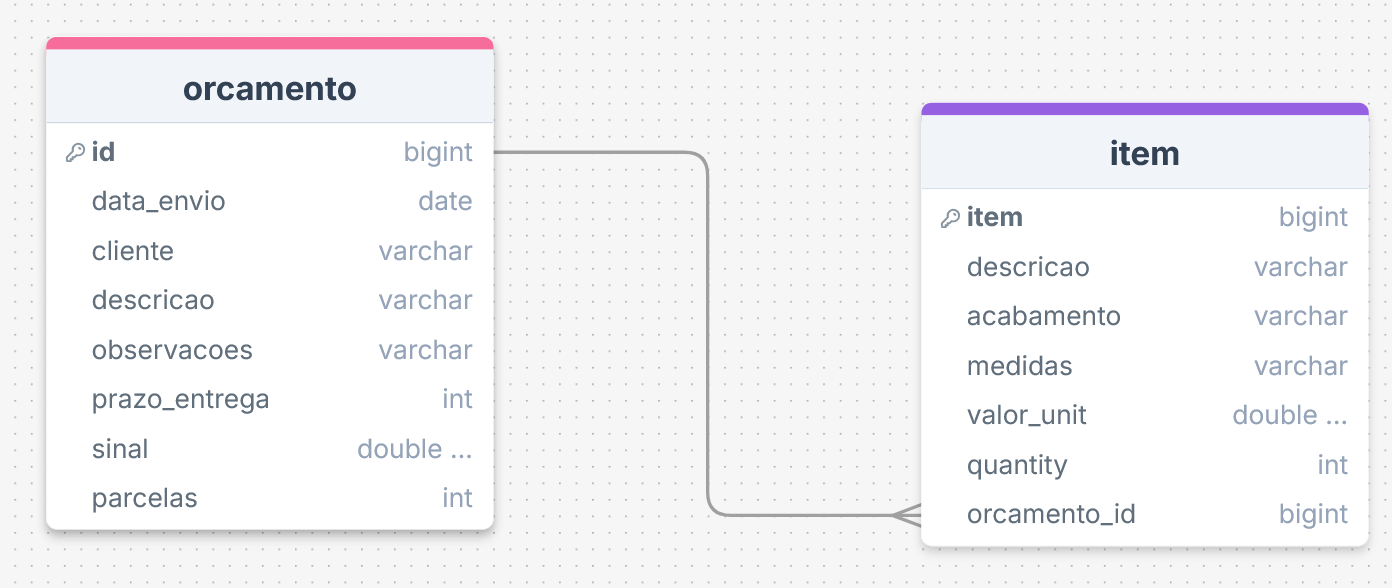 orcamento
id bigint
data_envio date
cliente varchar
descricao varchar
observacoes varchar
prazo_entrega int
sinal double ...
parcelas int
item
item bigint
descricao varchar
acabamento varchar
medidas varchar
valor_unit double ...
quantity int
orcamento_id bigint